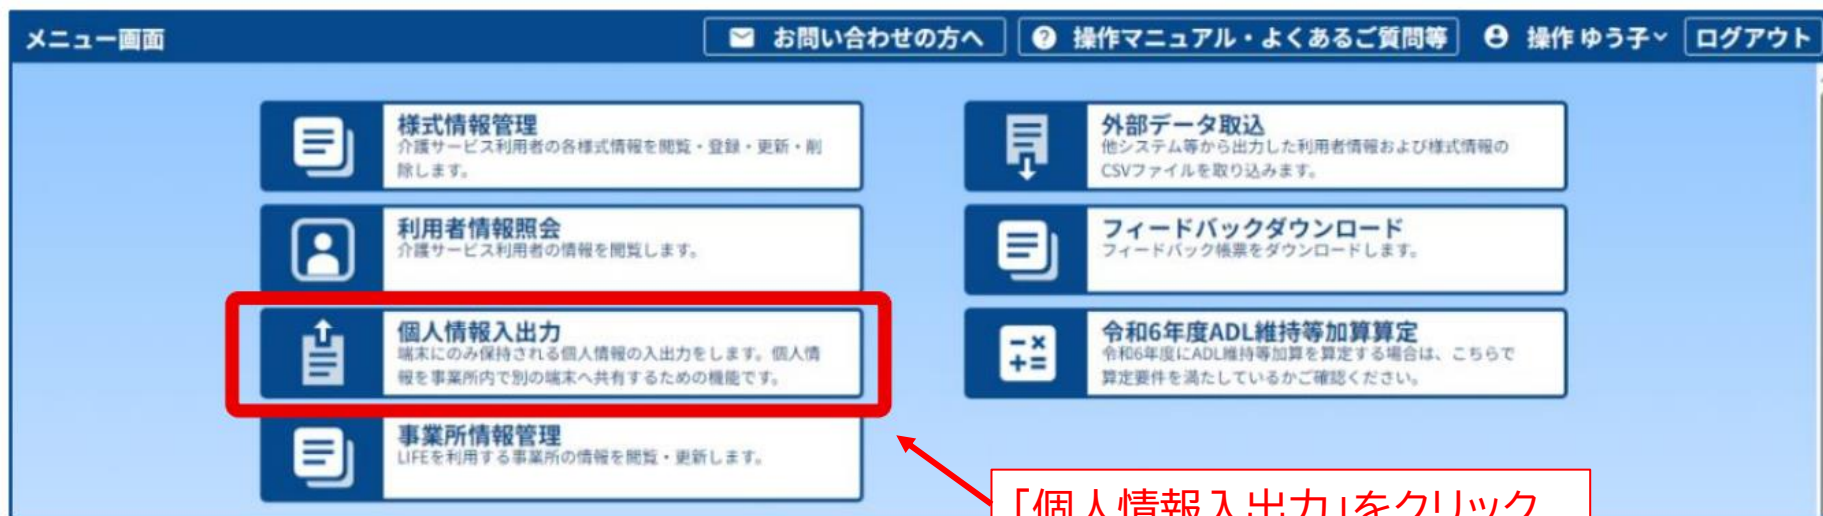 メニュー画面
お問い合わせの方へ
操作マニュアル・よくあるご質問等
操作 ゆう子
ログアウト
様式情報管理
介護サービス利用者の各様式情報を閲覧・登録・更新・削
除します。
外部データ取込
他システム等から出力した利用者情報および様式情報の
CSVファイルを取り込みます。
利用者情報照会
介護サービス利用者の情報を閲覧します。
フィードバックダウンロード
フィードバック帳票をダウンロードします。
個人情報入出力
端末にのみ保持される個人情報の入出力をします。個人情
報を事業所内で別の端末へ共有するための機能です。
令和6年度ADL維持等加算算定
令和6年度にADL維持等加算を算定する場合は、こちらで
算定要件を満たしているかご確認ください。
事業所情報管理
LIFEを利用する事業所の情報を閲覧・更新します。
「個人情報入出力」をクリック